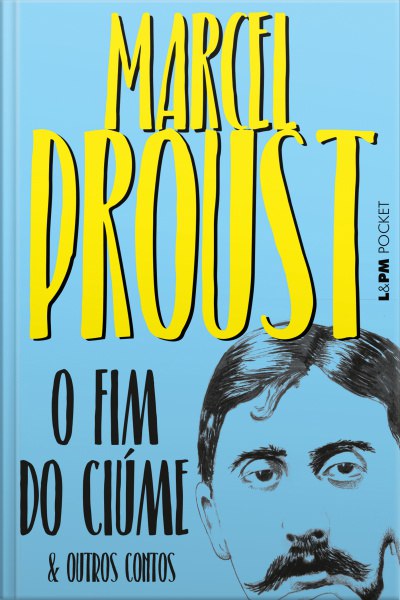 MARCEL
PROUST
L&PM POCKET
O FIM
DO CIÚME
& OUTROS CONTOS